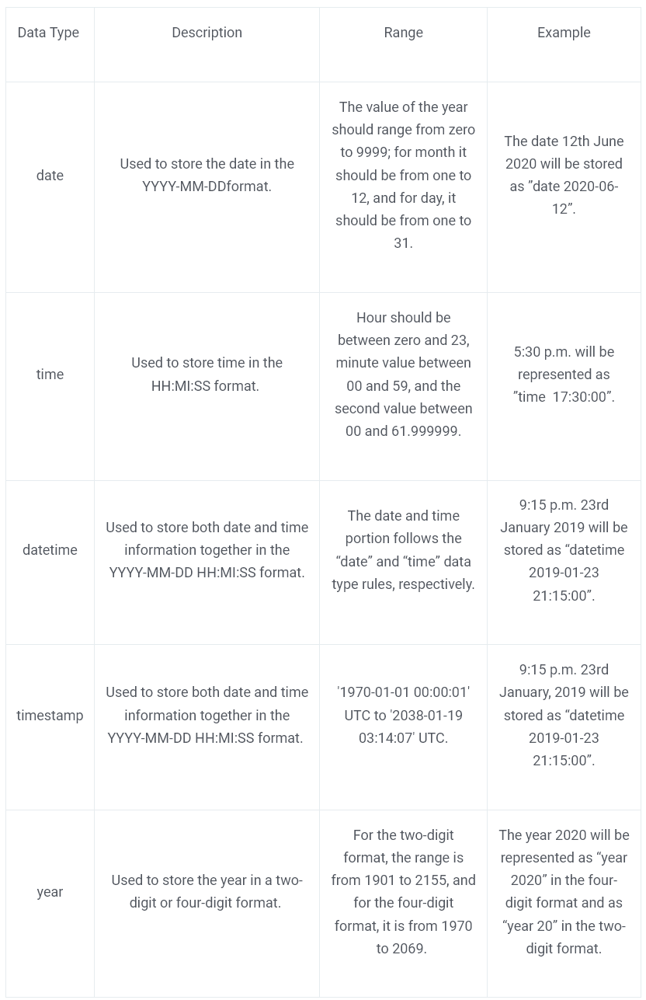 Data Type
Description
Range
Example
date
Used to store the date in the
YYYY-MM-DDformat.
The value of the year
should range from zero
to 9999; for month it
should be from one to
12, and for day, it
should be from one to
31.
The date 12th June
2020 will be stored
as ”date 2020-06-
12”.
time
Used to store time in the
HH:MI:SS format.
Hour should be
between zero and 23,
minute value between
00 and 59, and the
second value between
00 and 61.999999.
5:30 p.m. will be
represented as
”time  17:30:00”.
datetime
Used to store both date and time
information together in the
YYYY-MM-DD HH:MI:SS format.
The date and time
portion follows the
“date” and “time” data
type rules, respectively.
9:15 p.m. 23rd
January 2019 will be
stored as “datetime
2019-01-23
21:15:00”.
timestamp
Used to store both date and time
information together in the
YYYY-MM-DD HH:MI:SS format.
'1970-01-01 00:00:01'
UTC to '2038-01-19
03:14:07' UTC.
9:15 p.m. 23rd
January, 2019 will be
stored as “datetime
2019-01-23
21:15:00”.
year
Used to store the year in a two-
digit or four-digit format.
For the two-digit
format, the range is
from 1901 to 2155, and
for the four-digit
format, it is from 1970
to 2069.
The year 2020 will be
represented as “year
2020” in the four-
digit format and as
“year 20” in the two-
digit format.